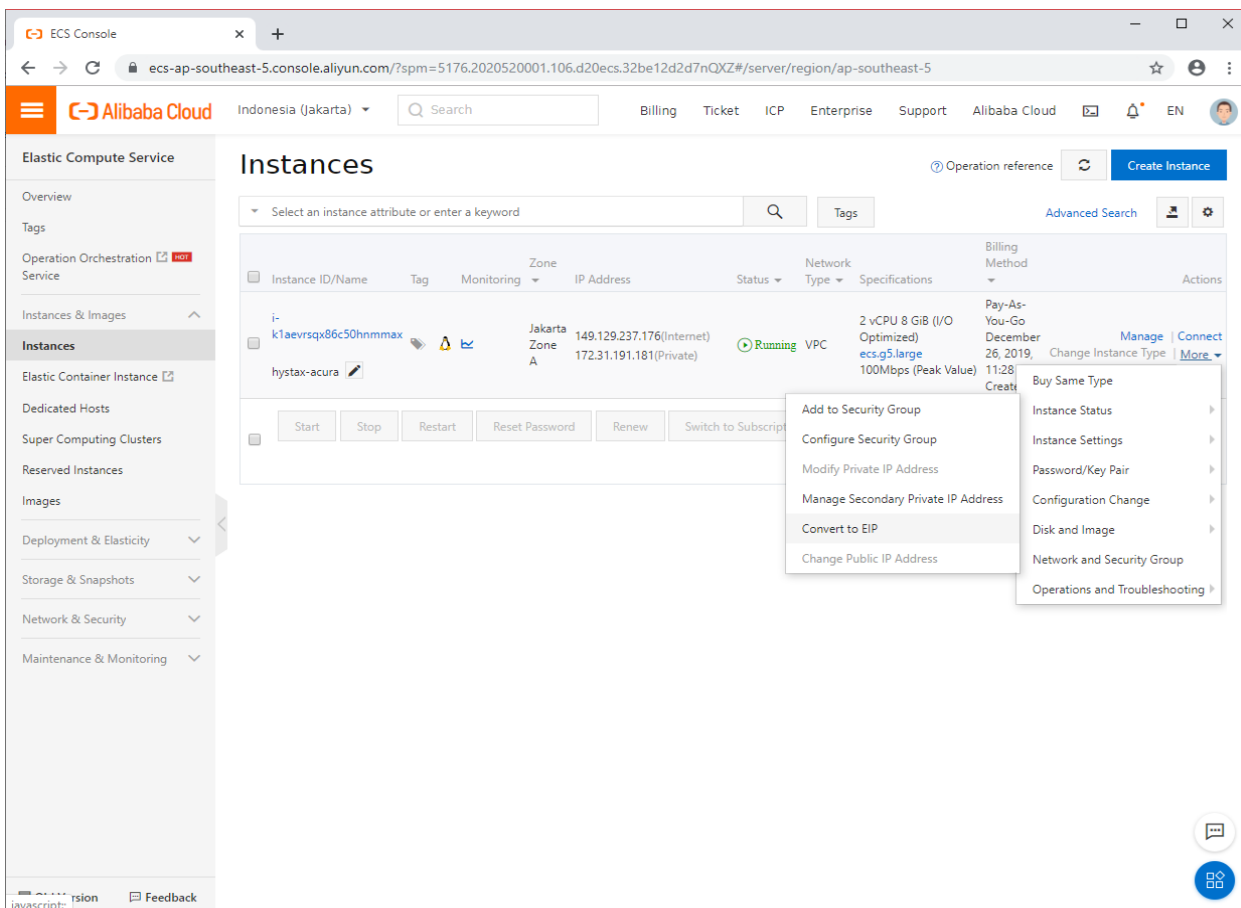 ECS Console
ecs-ap-southeast-5.console.aliyun.com/?spm=5176.2020520001.106.d20ecs.32be12d2d7nQXZ#/server/region/ap-southeast-5
Alibaba Cloud
Indonesia (Jakarta)
Search
Billing
Ticket
ICP
Enterprise
Support
Alibaba Cloud
EN
Elastic Compute Service
Overview
Tags
Operation Orchestration HOT
Service
Instances & Images
Instances
Elastic Container Instance
Dedicated Hosts
Super Computing Clusters
Reserved Instances
Images
Deployment & Elasticity
Storage & Snapshots
Network & Security
Maintenance & Monitoring
Feedback
javascript:;
Instances
Operation reference
Create Instance
Select an instance attribute or enter a keyword
Tags
Advanced Search
Instance ID/Name
Tag
Monitoring
Zone
IP Address
Status
Network
Type
Specifications
Billing
Method
Actions
i-
k1aevrsqx86c50hnmmax
hystax-acura
Jakarta
Zone
A
149.129.237.176(Internet)
172.31.191.181(Private)
Running
VPC
2 vCPU 8 GiB (I/O
Optimized)
ecs.g5.large
100Mbps (Peak Value)
Pay-As-
You-Go
December
26, 2019,
11:28
Create
Manage | Connect
Change Instance Type | More
Start
Stop
Restart
Reset Password
Renew
Switch to Subscript
Add to Security Group
Configure Security Group
Modify Private IP Address
Manage Secondary Private IP Address
Convert to EIP
Change Public IP Address
Buy Same Type
Instance Status
Instance Settings
Password/Key Pair
Configuration Change
Disk and Image
Network and Security Group
Operations and Troubleshooting